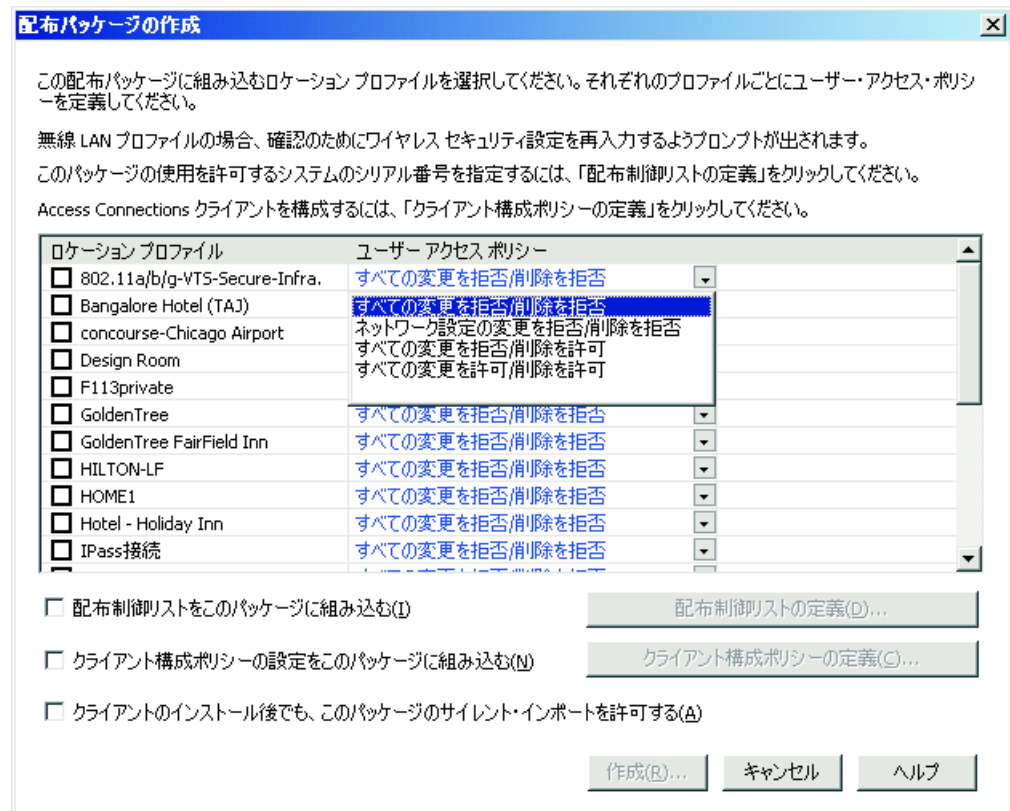 配布パッケージの作成
この配布パッケージに組み込むロケーション プロファイルを選択してください。それぞれのプロファイルごとにユーザー・アクセス・ポリシ
ーを定義してください。
無線 LAN プロファイルの場合、確認のためにワイヤレス セキュリティ設定を再入力するようプロンプトが出されます。
このパッケージの使用を許可するシステムのシリアル番号を指定するには、「配布制御リストの定義」をクリックしてください。
Access Connections クライアントを構成するには、「クライアント構成ポリシーの定義」をクリックしてください。
ロケーション プロファイル ユーザー アクセス ポリシー
802.11a/b/g-VTS-Secure-Infra. すべての変更を拒否/削除を拒否
Bangalore Hotel (TAJ) すべての変更を拒否/削除を拒否
ネットワーク設定の変更を拒否/削除を拒否
concourse-Chicago Airport すべての変更を拒否/削除を許可
Design Room すべての変更を許可/削除を許可
F113private
GoldenTree すべての変更を拒否/削除を拒否
GoldenTree FairField Inn すべての変更を拒否/削除を拒否
HILTON-LF すべての変更を拒否/削除を拒否
HOME1 すべての変更を拒否/削除を拒否
Hotel - Holiday Inn すべての変更を拒否/削除を拒否
IPass接続 すべての変更を拒否/削除を拒否
配布制御リストをこのパッケージに組み込む(I) 配布制御リストの定義(D)...
クライアント構成ポリシーの設定をこのパッケージに組み込む(N) クライアント構成ポリシーの定義(C)...
クライアントのインストール後でも、このパッケージのサイレント・インポートを許可する(A)
作成(R)... キャンセル ヘルプ